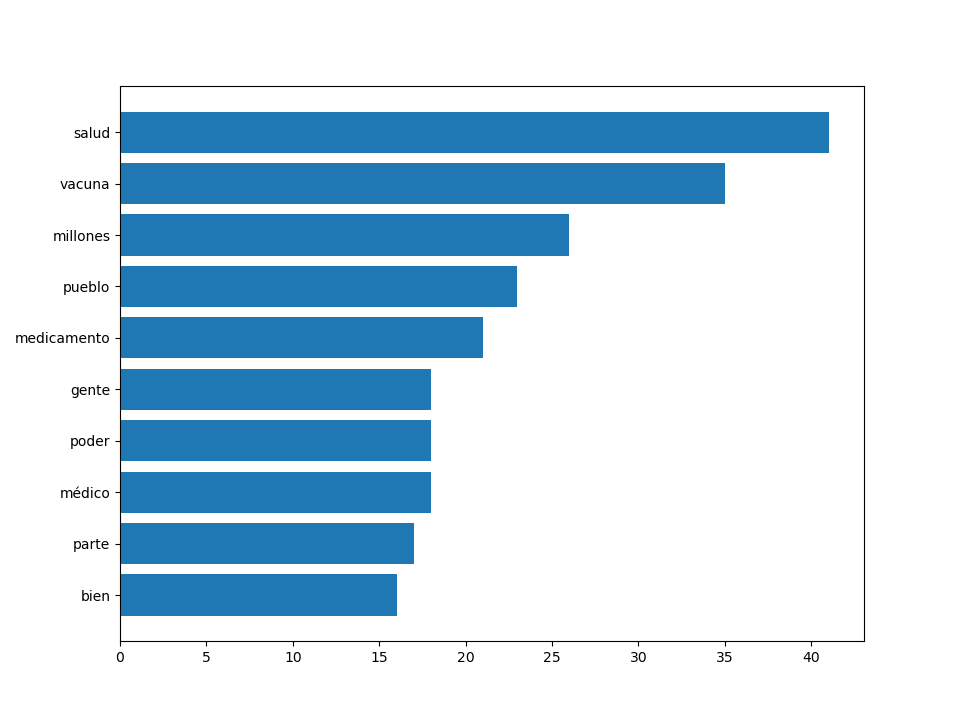 salud
vacuna
millones
pueblo
medicamento
gente
poder
médico
parte
bien
0 5 10 15 20 25 30 35 40